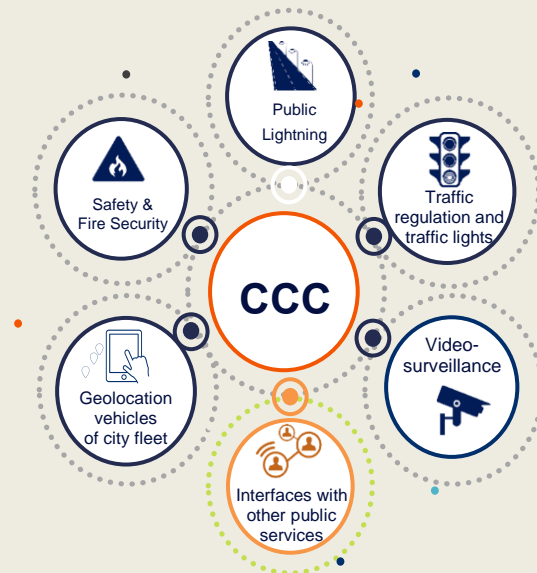 Public
Lightning
Safety &
Fire Security
Traffic
regulation and
traffic lights
CCC
Geolocation
vehicles
of city fleet
Video-
surveillance
Interfaces with
other public
services